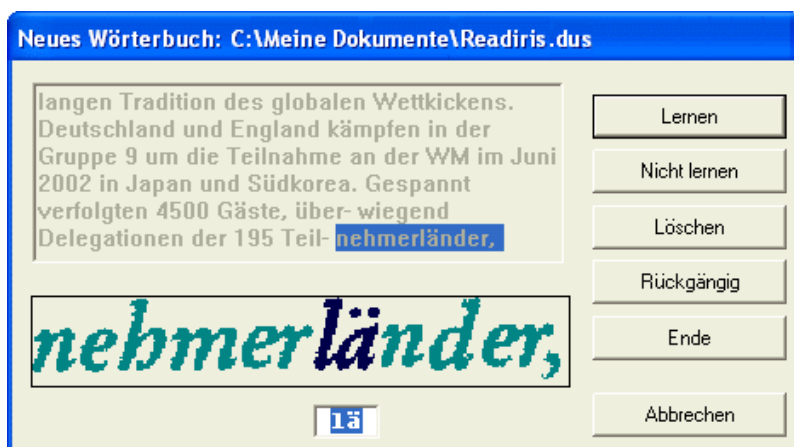 Neues Wörterbuch: C:\Meine Dokumente\Readiris.dus
langen Tradition des globalen Wettkickens.
Deutschland und England kämpfen in der
Gruppe 9 um die Teilnahme an der WM im Juni
2002 in Japan und Südkorea. Gespannt
verfolgten 4500 Gäste, über- wiegend
Delegationen der 195 Teil- nehmerländer,
nehmerländer,
1ä
Lernen
Nicht lernen
Löschen
Rückgängig
Ende
Abbrechen